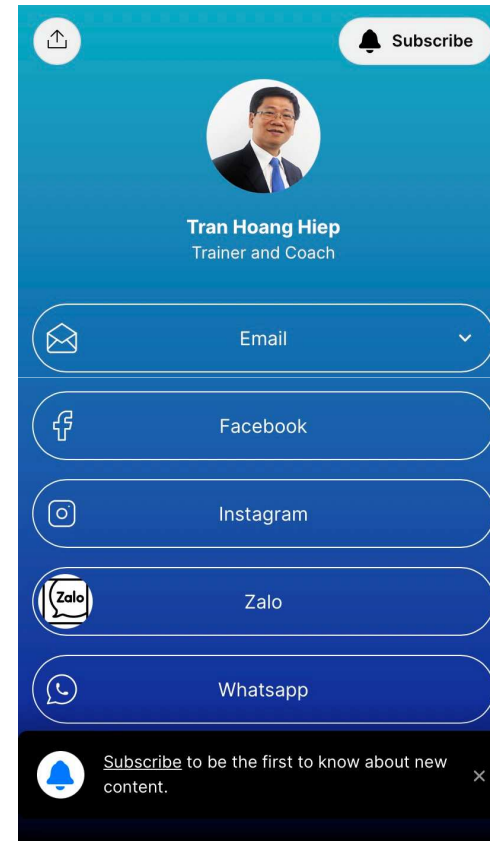 Subscribe
Tran Hoang Hiep
Trainer and Coach
Email
Facebook
Instagram
Zalo
Zalo
Whatsapp
Subscribe to be the first to know about new
content.